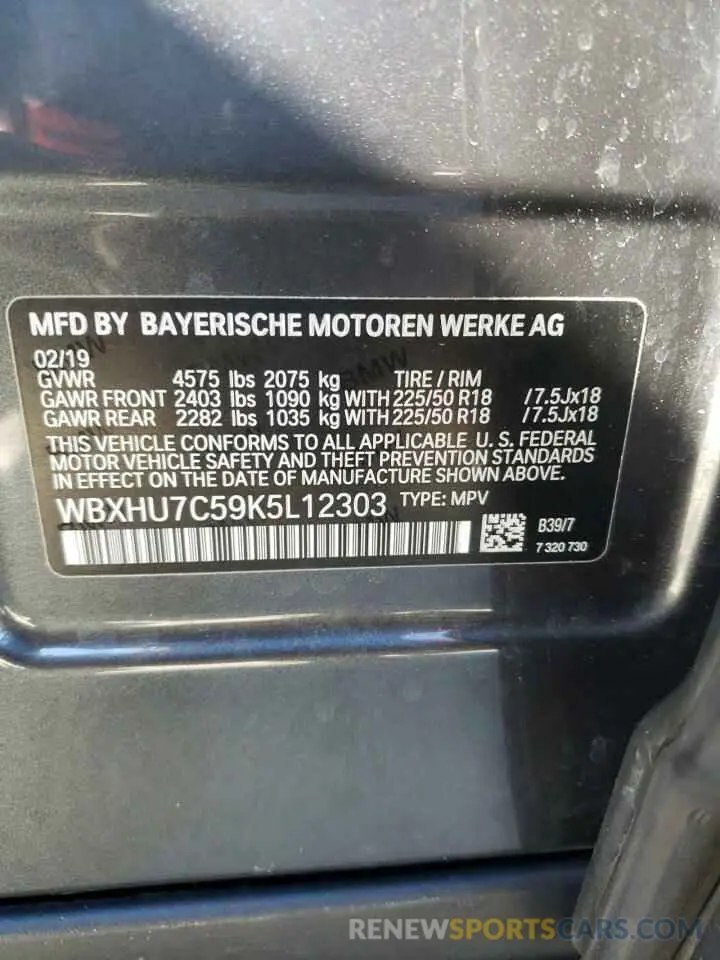 MFD BY BAYERISCHE MOTOREN WERKE AG
02/19
GVWR 4575 lbs 2075 kg TIRE / RIM
GAWR FRONT 2403 lbs 1090 kg WITH 225/50 R18 /7.5Jx18
GAWR REAR 2282 lbs 1035 kg WITH 225/50 R18 /7.5Jx18
THIS VEHICLE CONFORMS TO ALL APPLICABLE U. S. FEDERAL
MOTOR VEHICLE SAFETY AND THEFT PREVENTION STANDARDS
IN EFFECT ON THE DATE OF MANUFACTURE SHOWN ABOVE.
WBXHU7C59K5L12303 TYPE: MPV
B39/7
7 320 730
RENEWSPORTSCARS.COM